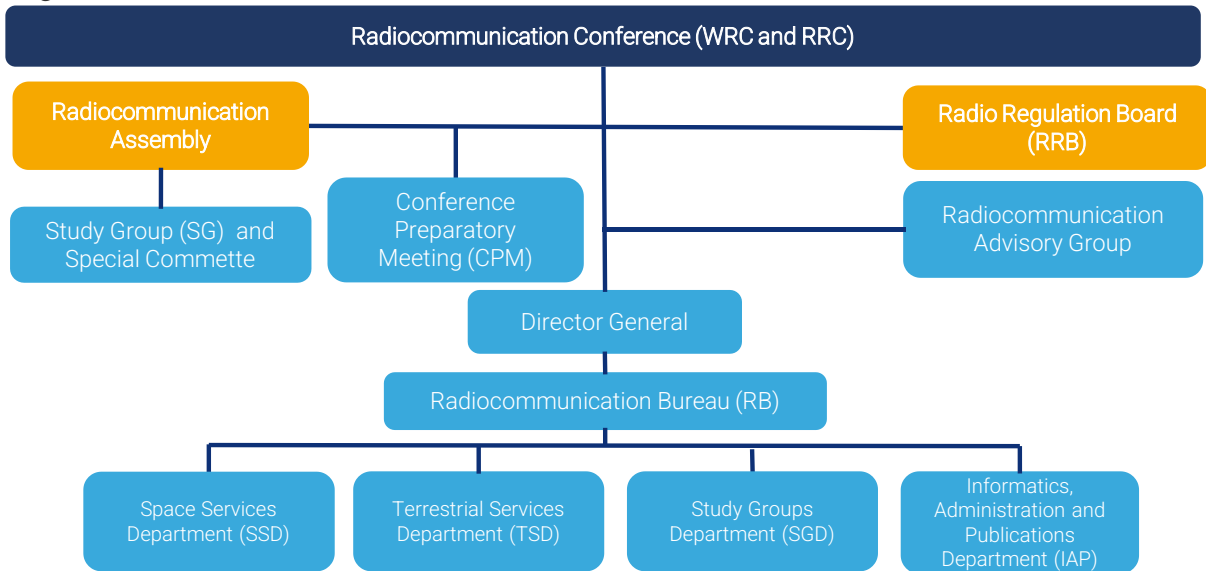 Radiocommunication Conference (WRC and RRC)
Radiocommunication
Assembly
Radio Regulation Board
(RRB)
Study Group (SG) and
Special Commette
Conference
Preparatory
Meeting (CPM)
Radiocommunication
Advisory Group
Director General
Radiocommunication Bureau (RB)
Space Services
Department (SSD)
Terrestrial Services
Department (TSD)
Study Groups
Department (SGD)
Informatics,
Administration and
Publications
Department (IAP)